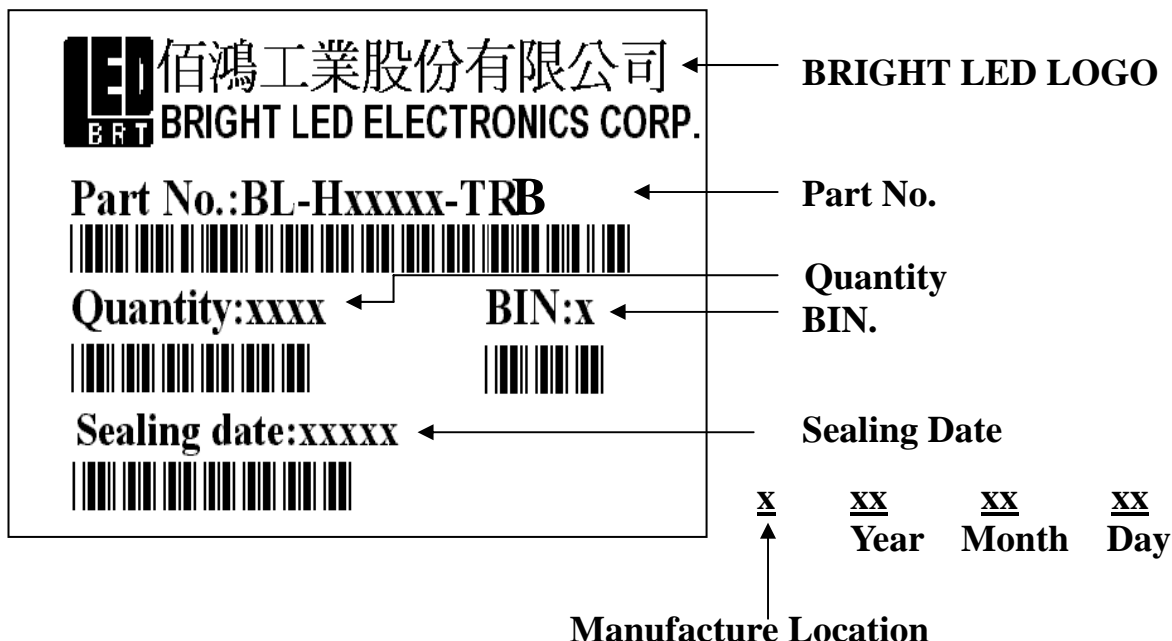 LED 佰鴻工業股份有限公司
BRT BRIGHT LED ELECTRONICS CORP.
BRIGHT LED LOGO
Part No.:BL-Hxxxxx-TRB
Part No.
Quantity:xxxx
BIN:x
Quantity
BIN.
Sealing date:xxxxx
Sealing Date
x xx xx xx
Year Month Day
Manufacture Location